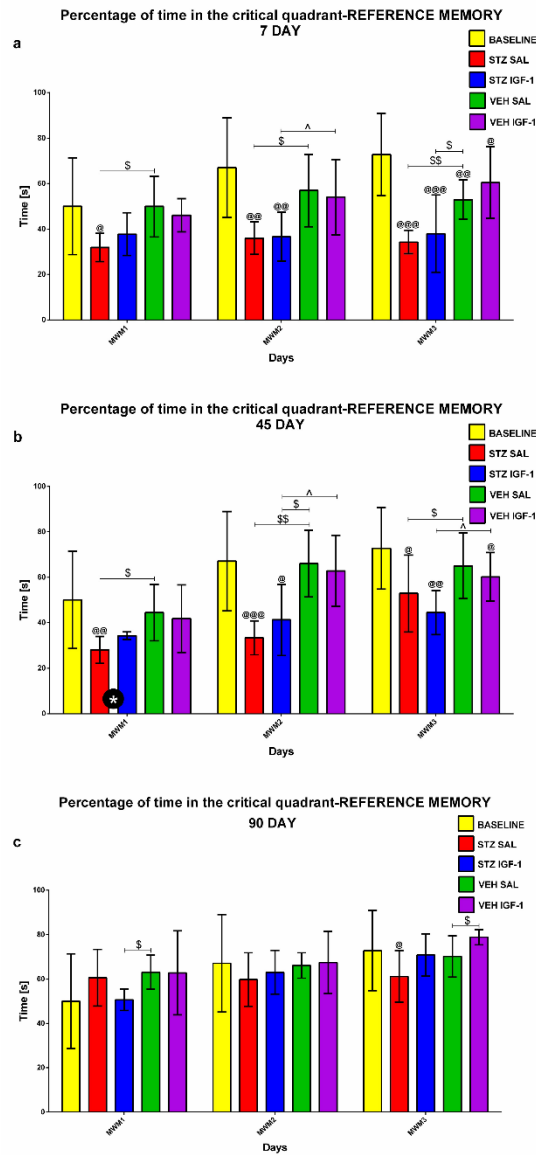 Percentage of time in the critical quadrant-REFERENCE MEMORY
7 DAY
a
BASELINE
STZ SAL
STZ IGF-1
VEH SAL
VEH IGF-1
Time [s]
100
80
60
40
20
0
$
@
$
^
@@
@@
$
$$
@
@@
@@@
@@@
MWM1
MWM2
MWM3
Days
Percentage of time in the critical quadrant-REFERENCE MEMORY
45 DAY
b
BASELINE
STZ SAL
STZ IGF-1
VEH SAL
VEH IGF-1
Time [s]
100
80
60
40
20
0
$
@@
*
^
$
$$
@
@@@
$
^
@
@@
@
MWM1
MWM2
MWM3
Days
Percentage of time in the critical quadrant-REFERENCE MEMORY
90 DAY
c
BASELINE
STZ SAL
STZ IGF-1
VEH SAL
VEH IGF-1
Time [s]
100
80
60
40
20
0
$
@
$
MWM1
MWM2
MWM3
Days